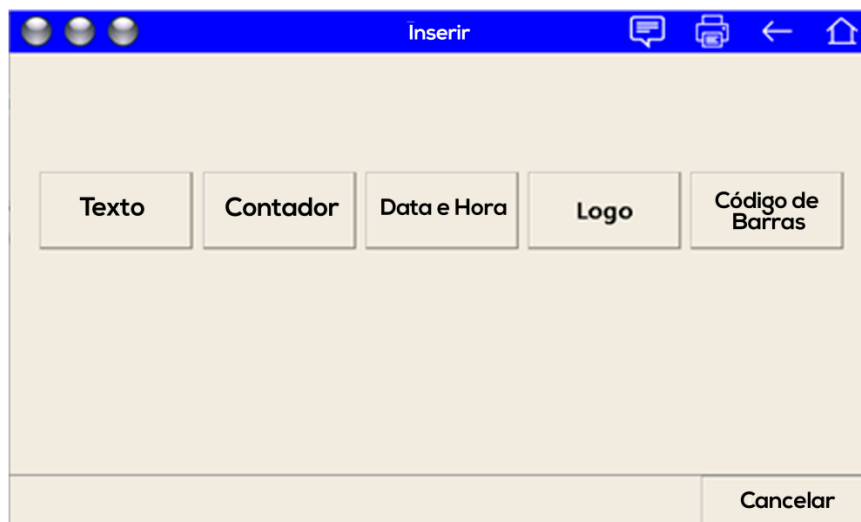 Inserir
Texto
Contador
Data e Hora
Logo
Código de
Barras
Cancelar